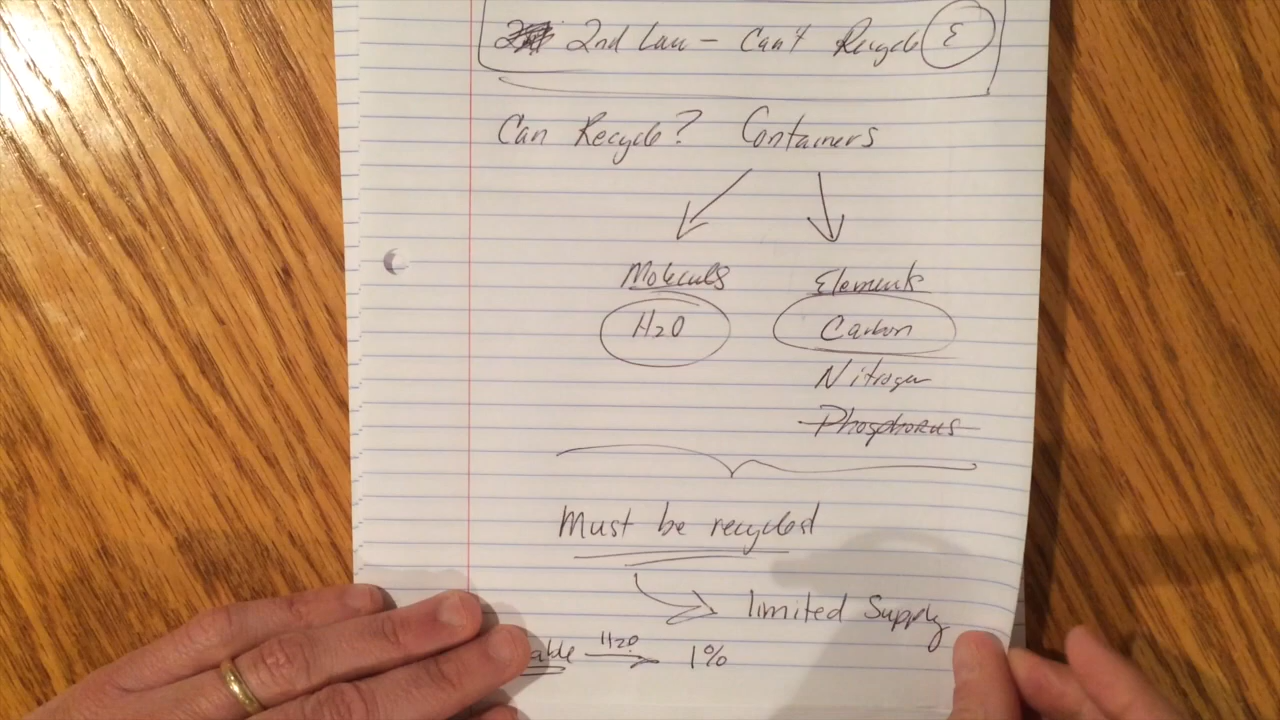 2nd Law – Can't Recycle E
Can Recycle? Containers
Molecules Elements
H2O Carbon
Nitrogen
Phosphorus
Must be recycled
limited Supply
H2O
1%